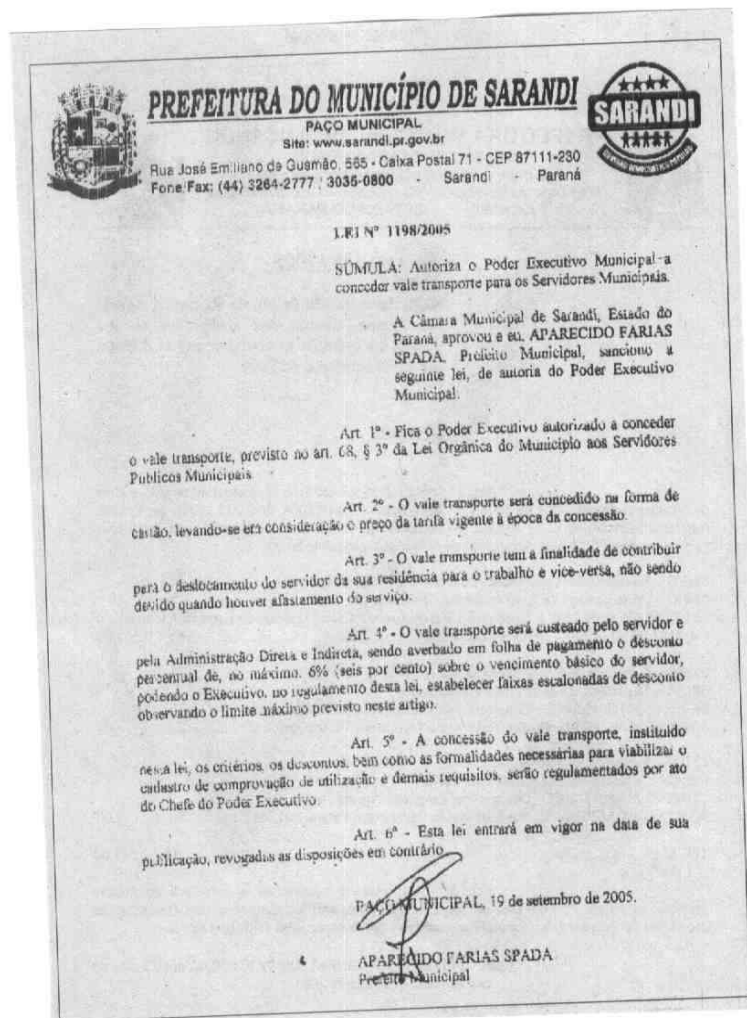 PREFEITURA DO MUNICÍPIO DE SARANDI
PAÇO MUNICIPAL
Site: www.sarandi.pr.gov.br
Rua José Emiliano de Gusmão, 565 - Caixa Postal 71 - CEP 87111-230
Fone/Fax: (44) 3264-2777 / 3035-0800 - Sarandi - Paraná
SARANDI
LEI Nº 1198/2005
SÚMULA: Autoriza o Poder Executivo Municipal a
conceder vale transporte para os Servidores Municipais.
A Câmara Municipal de Sarandi, Estado do
Paraná, aprovou e eu, APARECIDO FARIAS
SPADA, Prefeito Municipal, sanciono a
seguinte lei, de autoria do Poder Executivo
Municipal.
Art. 1º - Fica o Poder Executivo autorizado a conceder
o vale transporte, previsto no art. 68, § 3º da Lei Orgânica do Município aos Servidores
Publicos Municipais
Art. 2º - O vale transporte será concedido na forma de
cartão, levando-se em consideração o preço da tarifa vigente à época da concessão.
Art. 3º - O vale transporte tem a finalidade de contribuir
para o deslocamento do servidor da sua residência para o trabalho e vice-versa, não sendo
devido quando houver afastamento do serviço.
Art. 4º - O vale transporte será custeado pelo servidor e
pela Administração Direta e Indireta, sendo averbado em folha de pagamento o desconto
percentual de, no máximo, 6% (seis por cento) sobre o vencimento básico do servidor,
podendo o Executivo, no regulamento desta lei, estabelecer faixas escalonadas de desconto
observando o limite máximo previsto neste artigo.
Art. 5º - A concessão do vale transporte, instituído
nesta lei, os critérios, os descontos, bem como as formalidades necessárias para viabilizar o
cadastro de comprovação de utilização e demais requisitos, serão regulamentados por ato
do Chefe do Poder Executivo.
Art. 6º - Esta lei entrará em vigor na data de sua
publicação, revogadas as disposições em contrário
PAÇO MUNICIPAL, 19 de setembro de 2005.
APARECIDO FARIAS SPADA
Prefeito Municipal